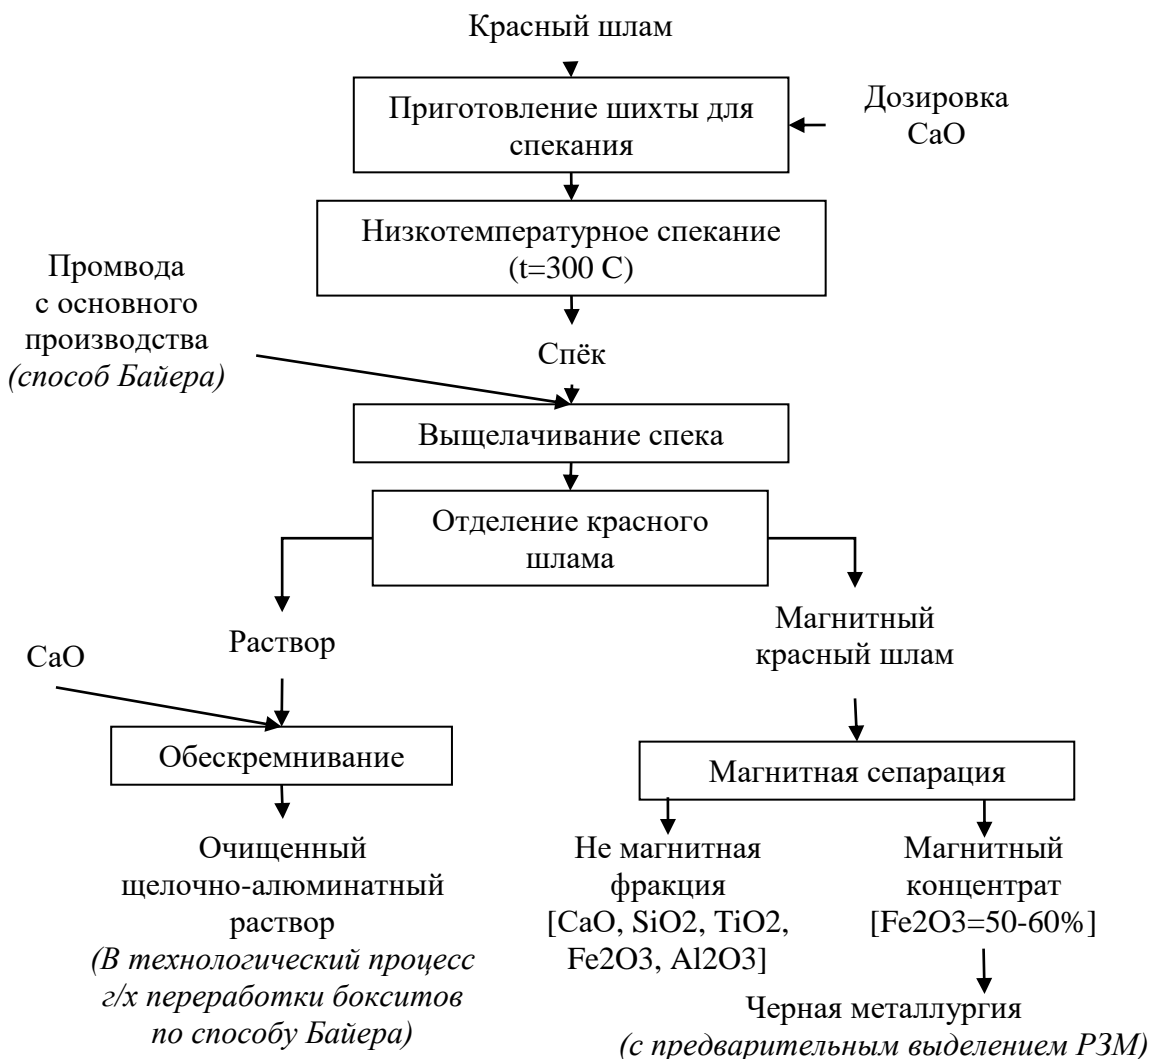 Красный шлам
Приготовление шихты для
спекания
Дозировка
CaO
Низкотемпературное спекание
(t=300 C)
Промвода
с основного
производства
(способ Байера)
Спёк
Выщелачивание спека
Отделение красного
шлама
CaO
Раствор
Магнитный
красный шлам
Обескремнивание
Магнитная сепарация
Очищенный
щелочно-алюминатный
раствор
(В технологический процесс
г/х переработки бокситов
по способу Байера)
Не магнитная
фракция
[CaO, SiO2, TiO2,
Fe2O3, Al2O3]
Магнитный
концентрат
[Fe2O3=50-60%]
Черная металлургия
(с предварительным выделением РЗМ)